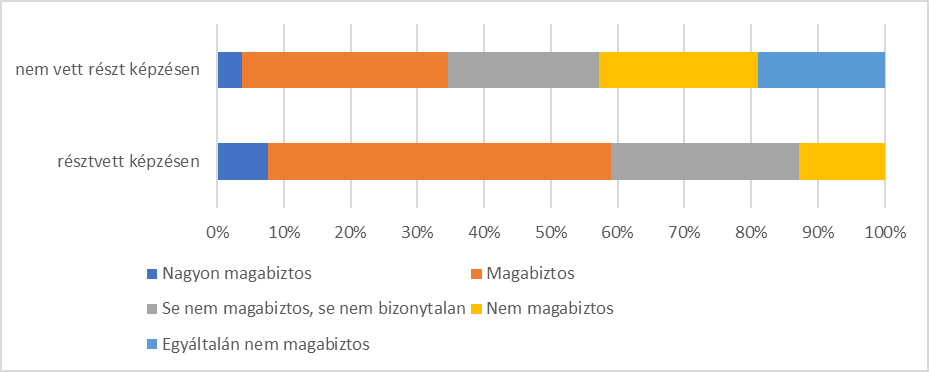 nem vett részt képzésen
résztvett képzésen
0% 10% 20% 30% 40% 50% 60% 70% 80% 90% 100%
Nagyon magabiztos Magabiztos
Se nem magabiztos, se nem bizonytalan Nem magabiztos
Egyáltalán nem magabiztos